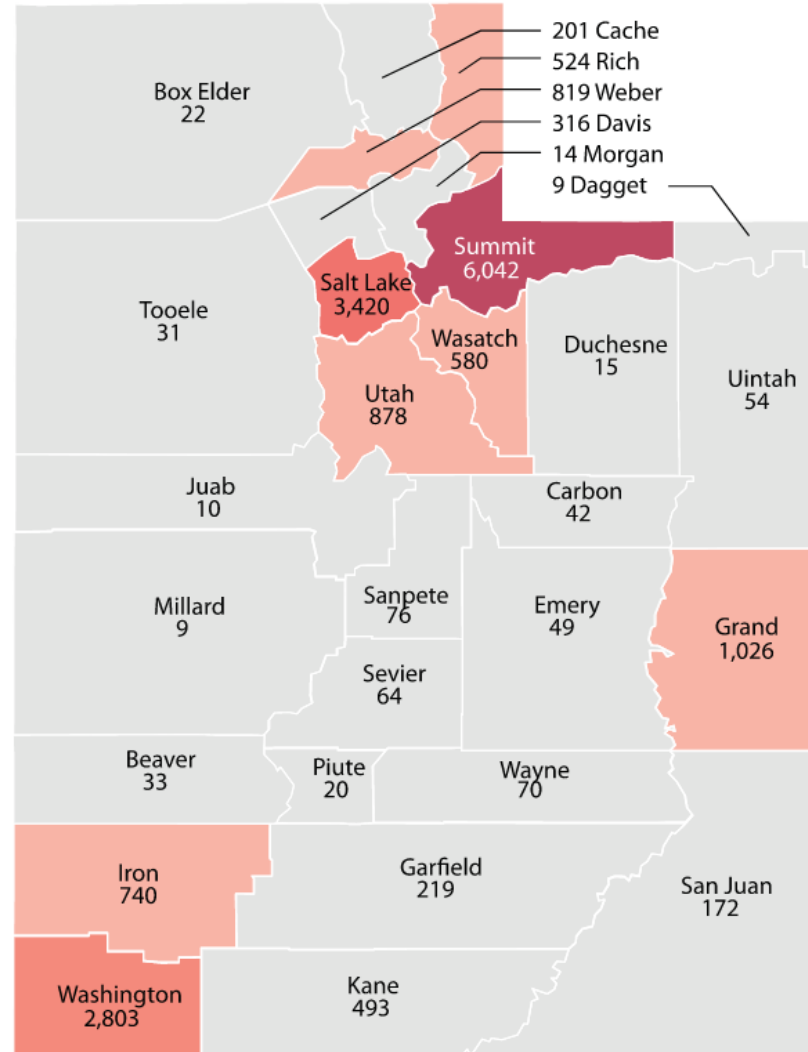 201 Cache
524 Rich
819 Weber
316 Davis
14 Morgan
9 Dagget
Box Elder
22
Summit
6,042
Salt Lake
3,420
Tooele
31
Wasatch
580
Duchesne
15
Uintah
54
Utah
878
Juab
10
Carbon
42
Millard
9
Sanpete
76
Emery
49
Grand
1,026
Sevier
64
Beaver
33
Piute
20
Wayne
70
Iron
740
Garfield
219
San Juan
172
Washington
2,803
Kane
493